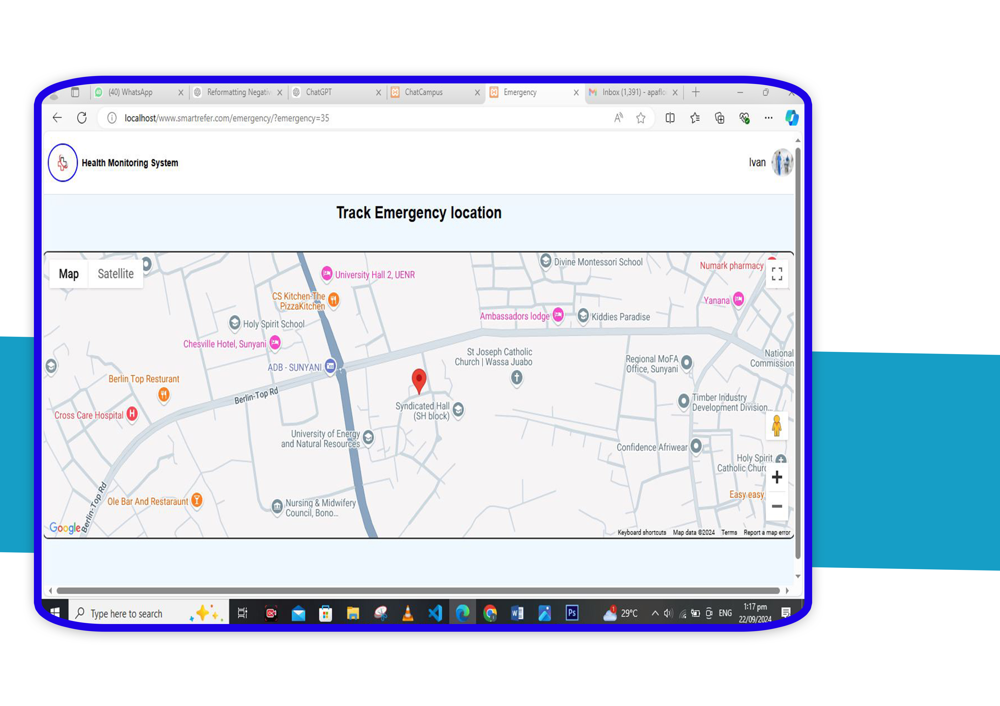 (40) WhatsApp
Reformatting Negativ
ChatGPT
ChatCampus
Emergency
Inbox (1,391) - apaflo
localhost/www.smartrefer.com/emergency/?emergency=35
Health Monitoring System
Ivan
Track Emergency location
Map
Satellite
University Hall 2, UENR
Divine Montessori School
Numark pharmacy
CS Kitchen-The
PizzaKitchen
Yanana
Holy Spirit School
Ambassadors lodge
Kiddies Paradise
Chesville Hotel, Sunyani
ADB - SUNYANI
St Joseph Catholic
Church | Wassa Juabo
Regional MoFA
Office, Sunyani
National
Commission
Berlin Top Resturant
Berlin-Top Rd
Cross Care Hospital
Syndicated Hall
(SH block)
Timber Industry
Development Division...
University of Energy
and Natural Resources
Confidence Afriwear
Holy Spirit
Catholic Churc
Berlin-Top Rd
Ole Bar And Restaraunt
Nursing & Midwifery
Council, Bono...
Easy easy
Google
Keyboard shortcuts
Map data ©2024
Terms
Report a map error
Type here to search
Ps
1
29°C
ENG
1:17 pm
22/09/2024